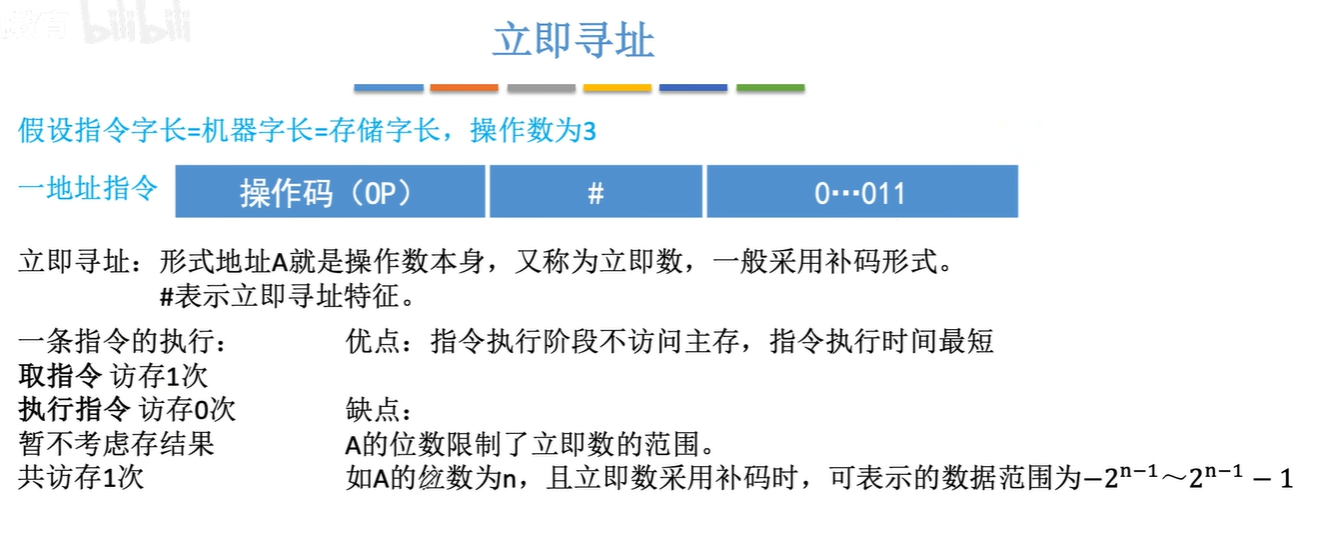 教育 bilibili
立即寻址
假设指令字长=机器字长=存储字长，操作数为3
一地址指令 操作码（OP） # 0…011
立即寻址：形式地址A就是操作数本身，又称为立即数，一般采用补码形式。
#表示立即寻址特征。
一条指令的执行： 优点：指令执行阶段不访问主存，指令执行时间最短
取指令 访存1次
执行指令 访存0次 缺点：
暂不考虑存结果 A的位数限制了立即数的范围。
共访存1次 如A的位数为n，且立即数采用补码时，可表示的数据范围为−2ⁿ⁻¹～2ⁿ⁻¹ − 1